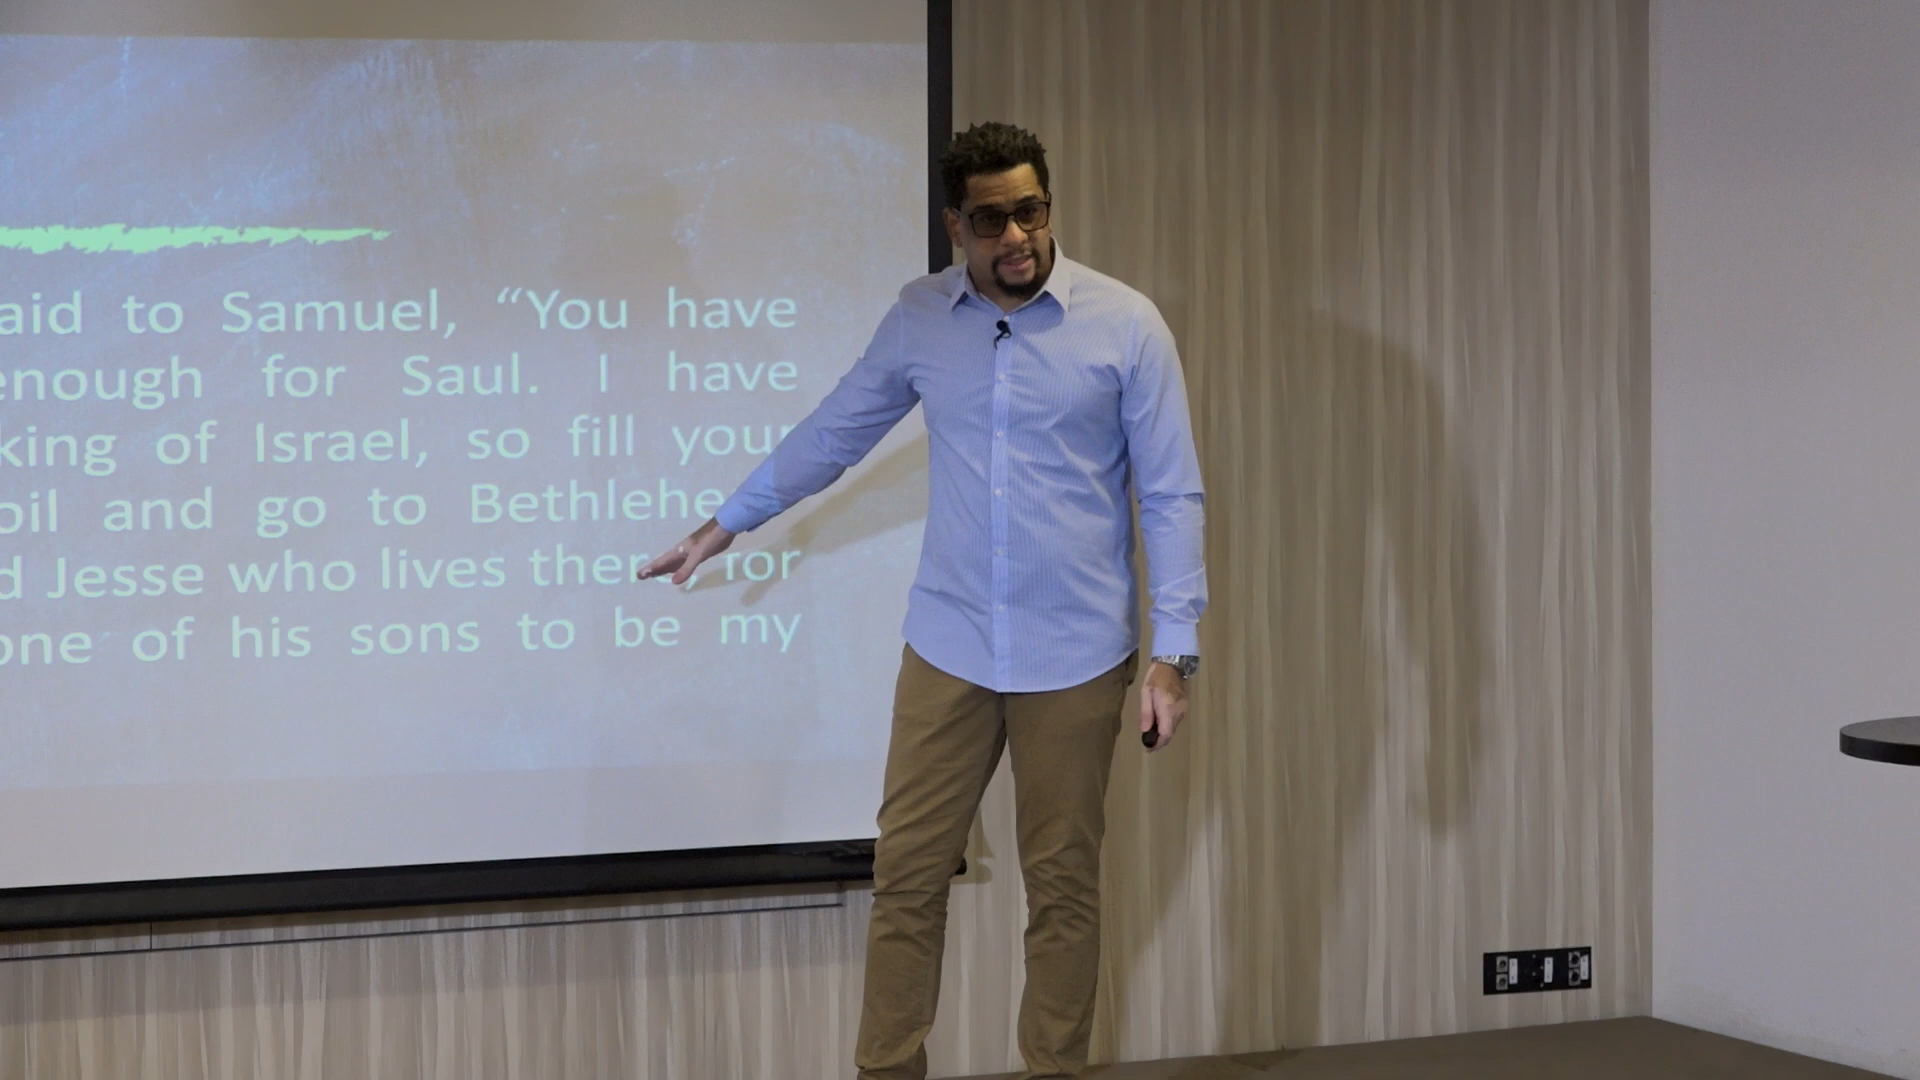 aid to Samuel, “You have
enough for Saul. I have
king of Israel, so fill your
oil and go to Bethlehe
d Jesse who lives there, for
one of his sons to be my